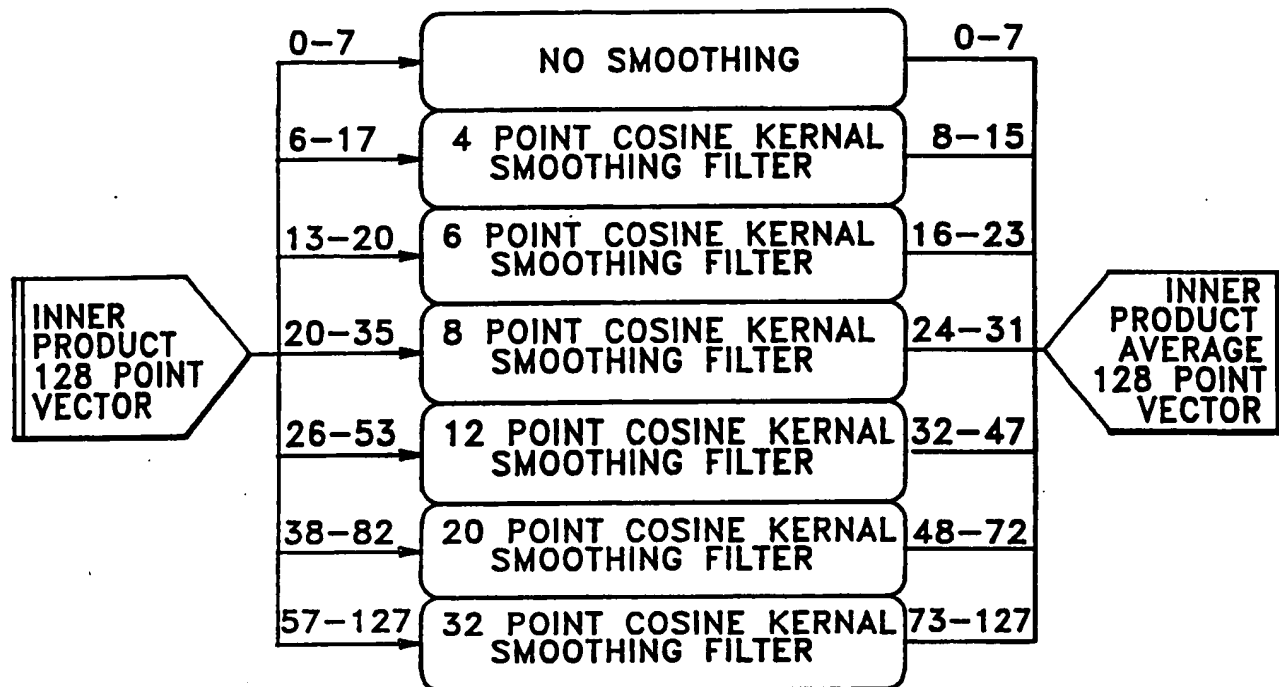 0-7
NO SMOOTHING
0-7
6-17
4 POINT COSINE KERNAL
SMOOTHING FILTER
8-15
13-20
6 POINT COSINE KERNAL
SMOOTHING FILTER
16-23
INNER
PRODUCT
128 POINT
VECTOR
20-35
8 POINT COSINE KERNAL
SMOOTHING FILTER
24-31
INNER
PRODUCT
AVERAGE
128 POINT
VECTOR
26-53
12 POINT COSINE KERNAL
SMOOTHING FILTER
32-47
38-82
20 POINT COSINE KERNAL
SMOOTHING FILTER
48-72
57-127
32 POINT COSINE KERNAL
SMOOTHING FILTER
73-127